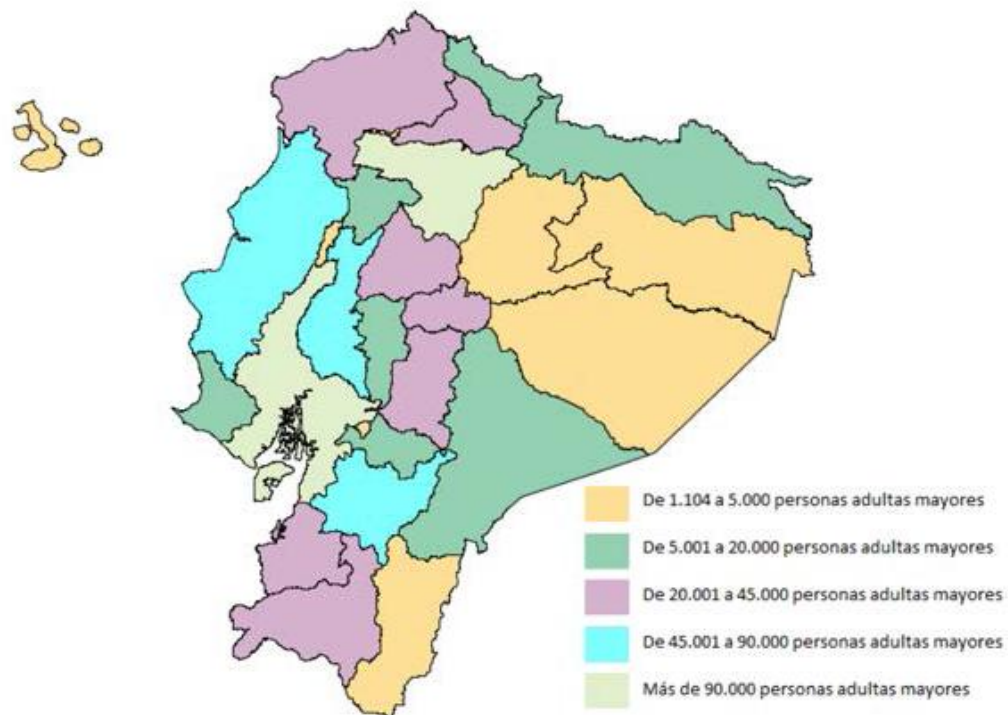 De 1.104 a 5.000 personas adultas mayores
De 5.001 a 20.000 personas adultas mayores
De 20.001 a 45.000 personas adultas mayores
De 45.001 a 90.000 personas adultas mayores
Más de 90.000 personas adultas mayores